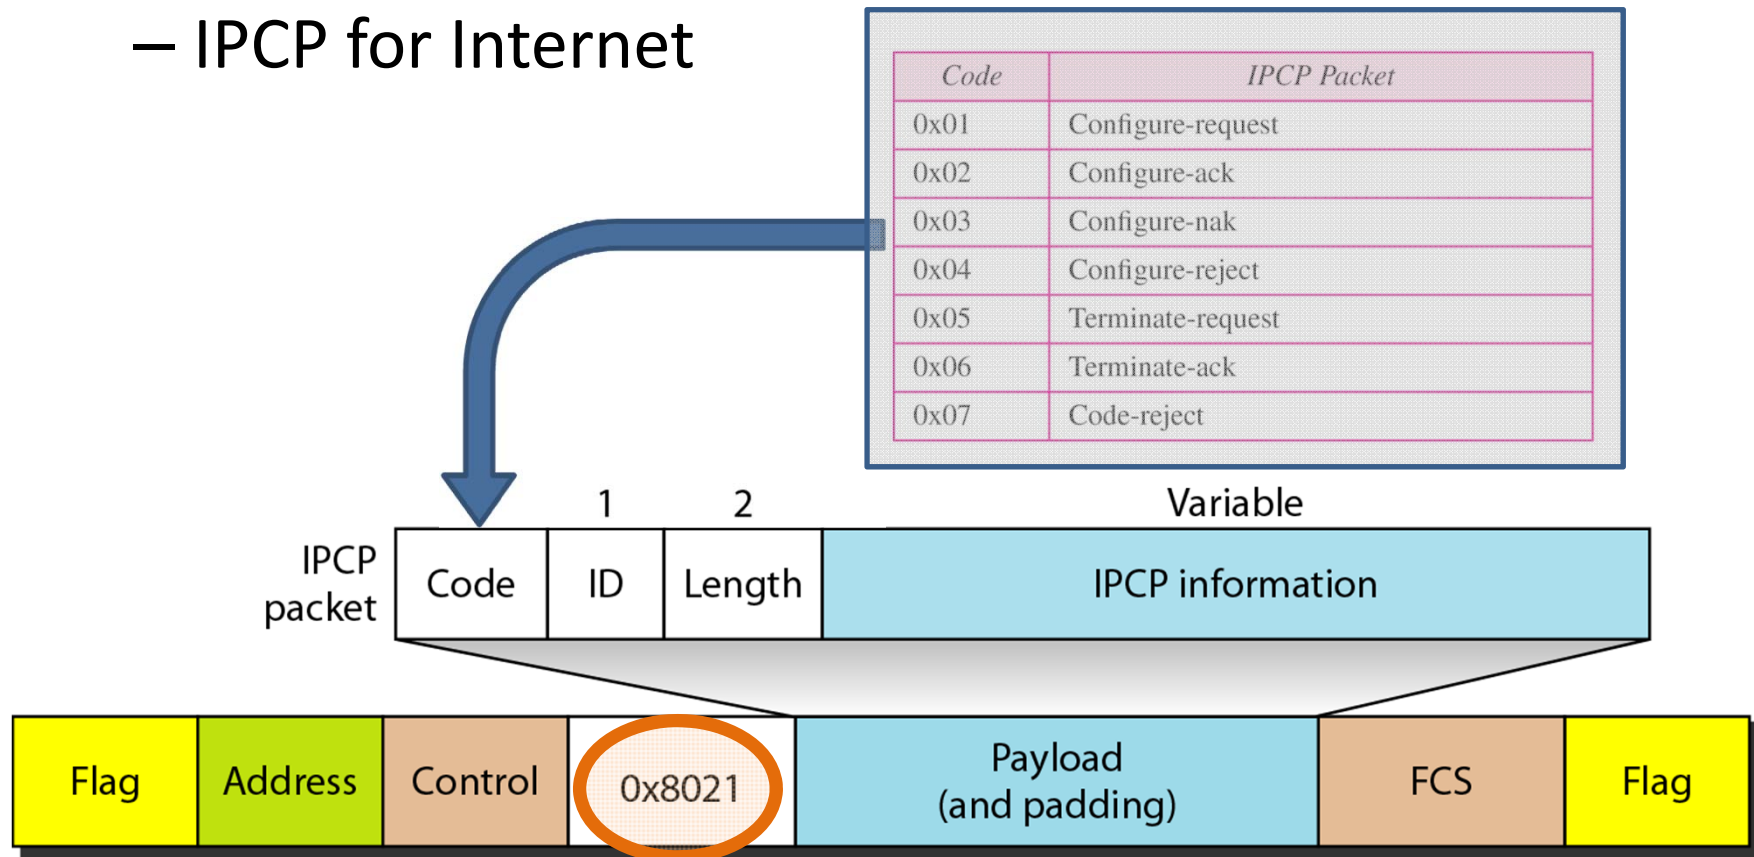 – IPCP for Internet
Code IPCP Packet
0x01 Configure-request
0x02 Configure-ack
0x03 Configure-nak
0x04 Configure-reject
0x05 Terminate-request
0x06 Terminate-ack
0x07 Code-reject
1 2 Variable
IPCP
packet
Code ID Length IPCP information
Flag Address Control 0x8021 Payload
(and padding) FCS Flag